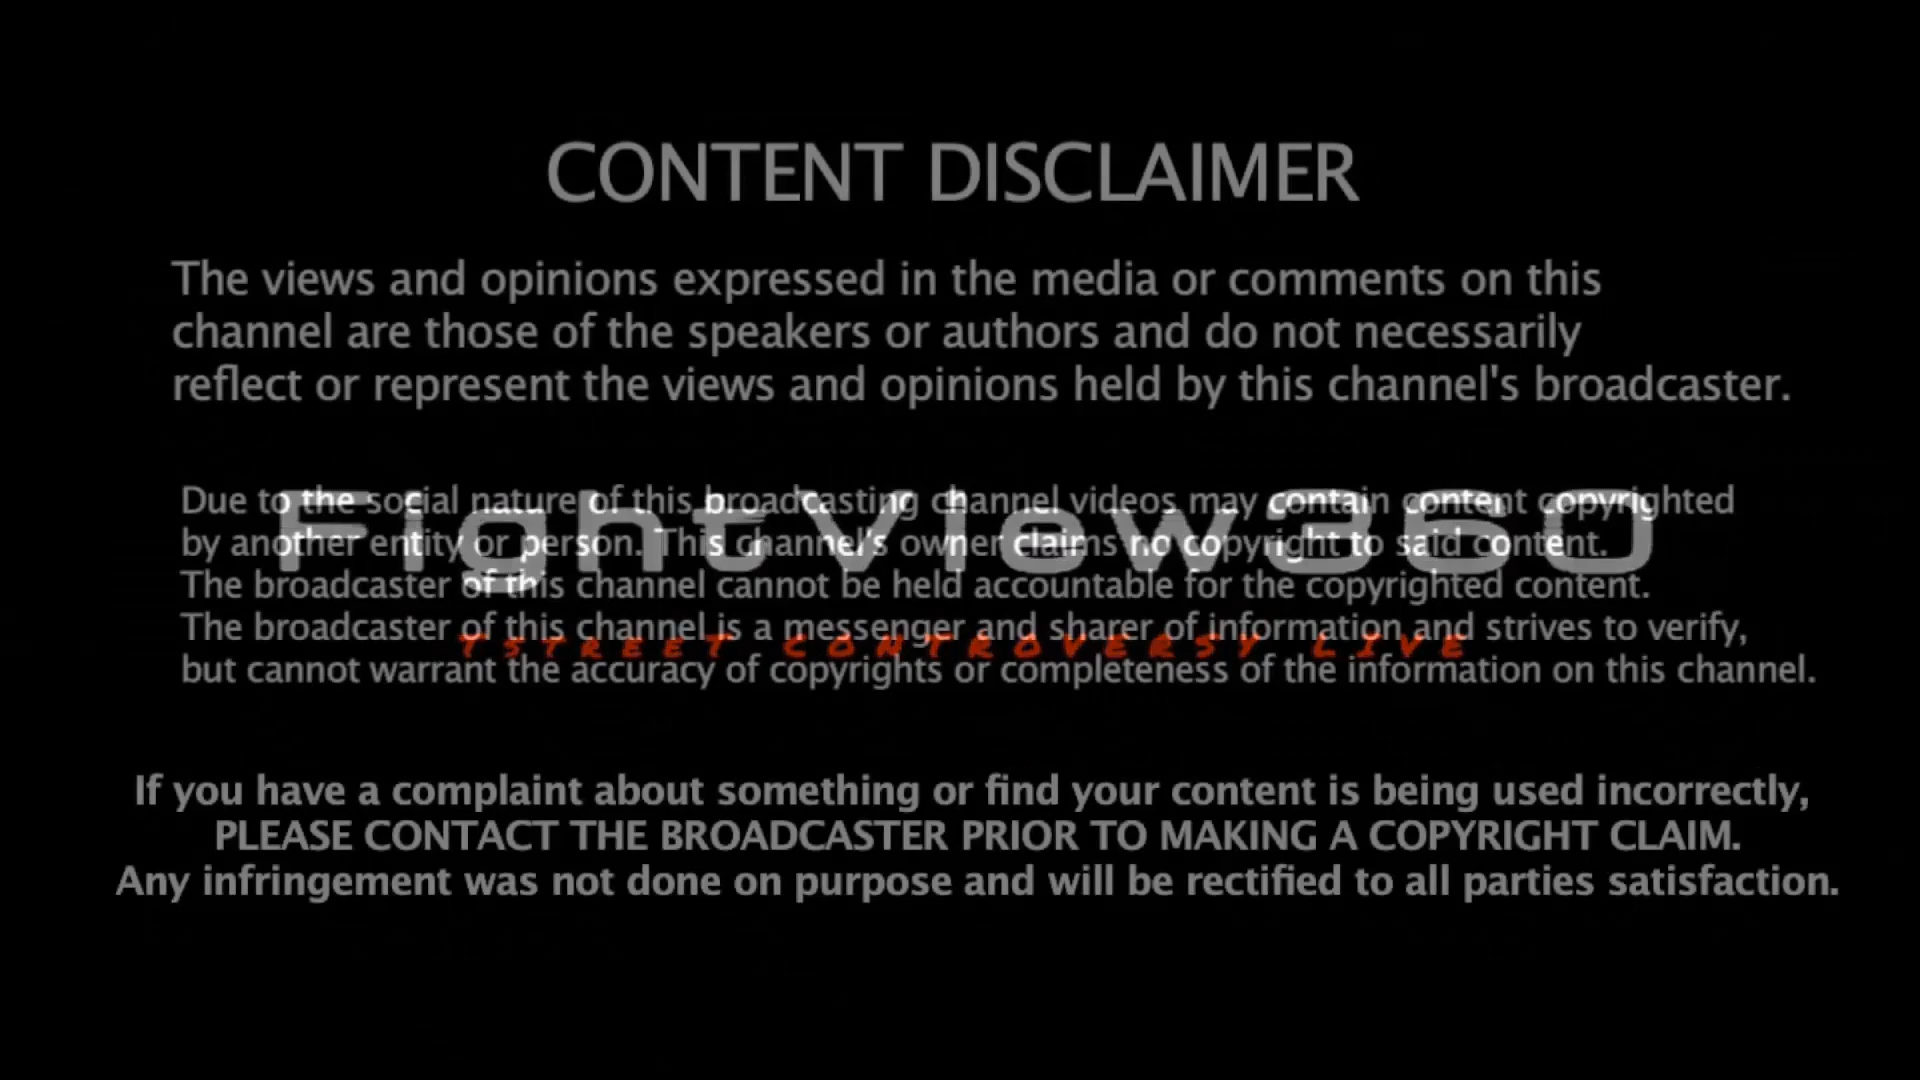 CONTENT DISCLAIMER
The views and opinions expressed in the media or comments on this
channel are those of the speakers or authors and do not necessarily
reflect or represent the views and opinions held by this channel's broadcaster.
Due to the social nature of this broadcasting channel videos may contain content copyrighted
by another entity or person. This channel's owner claims no copyright to said content.
The broadcaster of this channel cannot be held accountable for the copyrighted content.
The broadcaster of this channel is a messenger and sharer of information and strives to verify,
but cannot warrant the accuracy of copyrights or completeness of the information on this channel.
FightView360
TSTREET CONTROVERSY LIVE
If you have a complaint about something or find your content is being used incorrectly,
PLEASE CONTACT THE BROADCASTER PRIOR TO MAKING A COPYRIGHT CLAIM.
Any infringement was not done on purpose and will be rectified to all parties satisfaction.